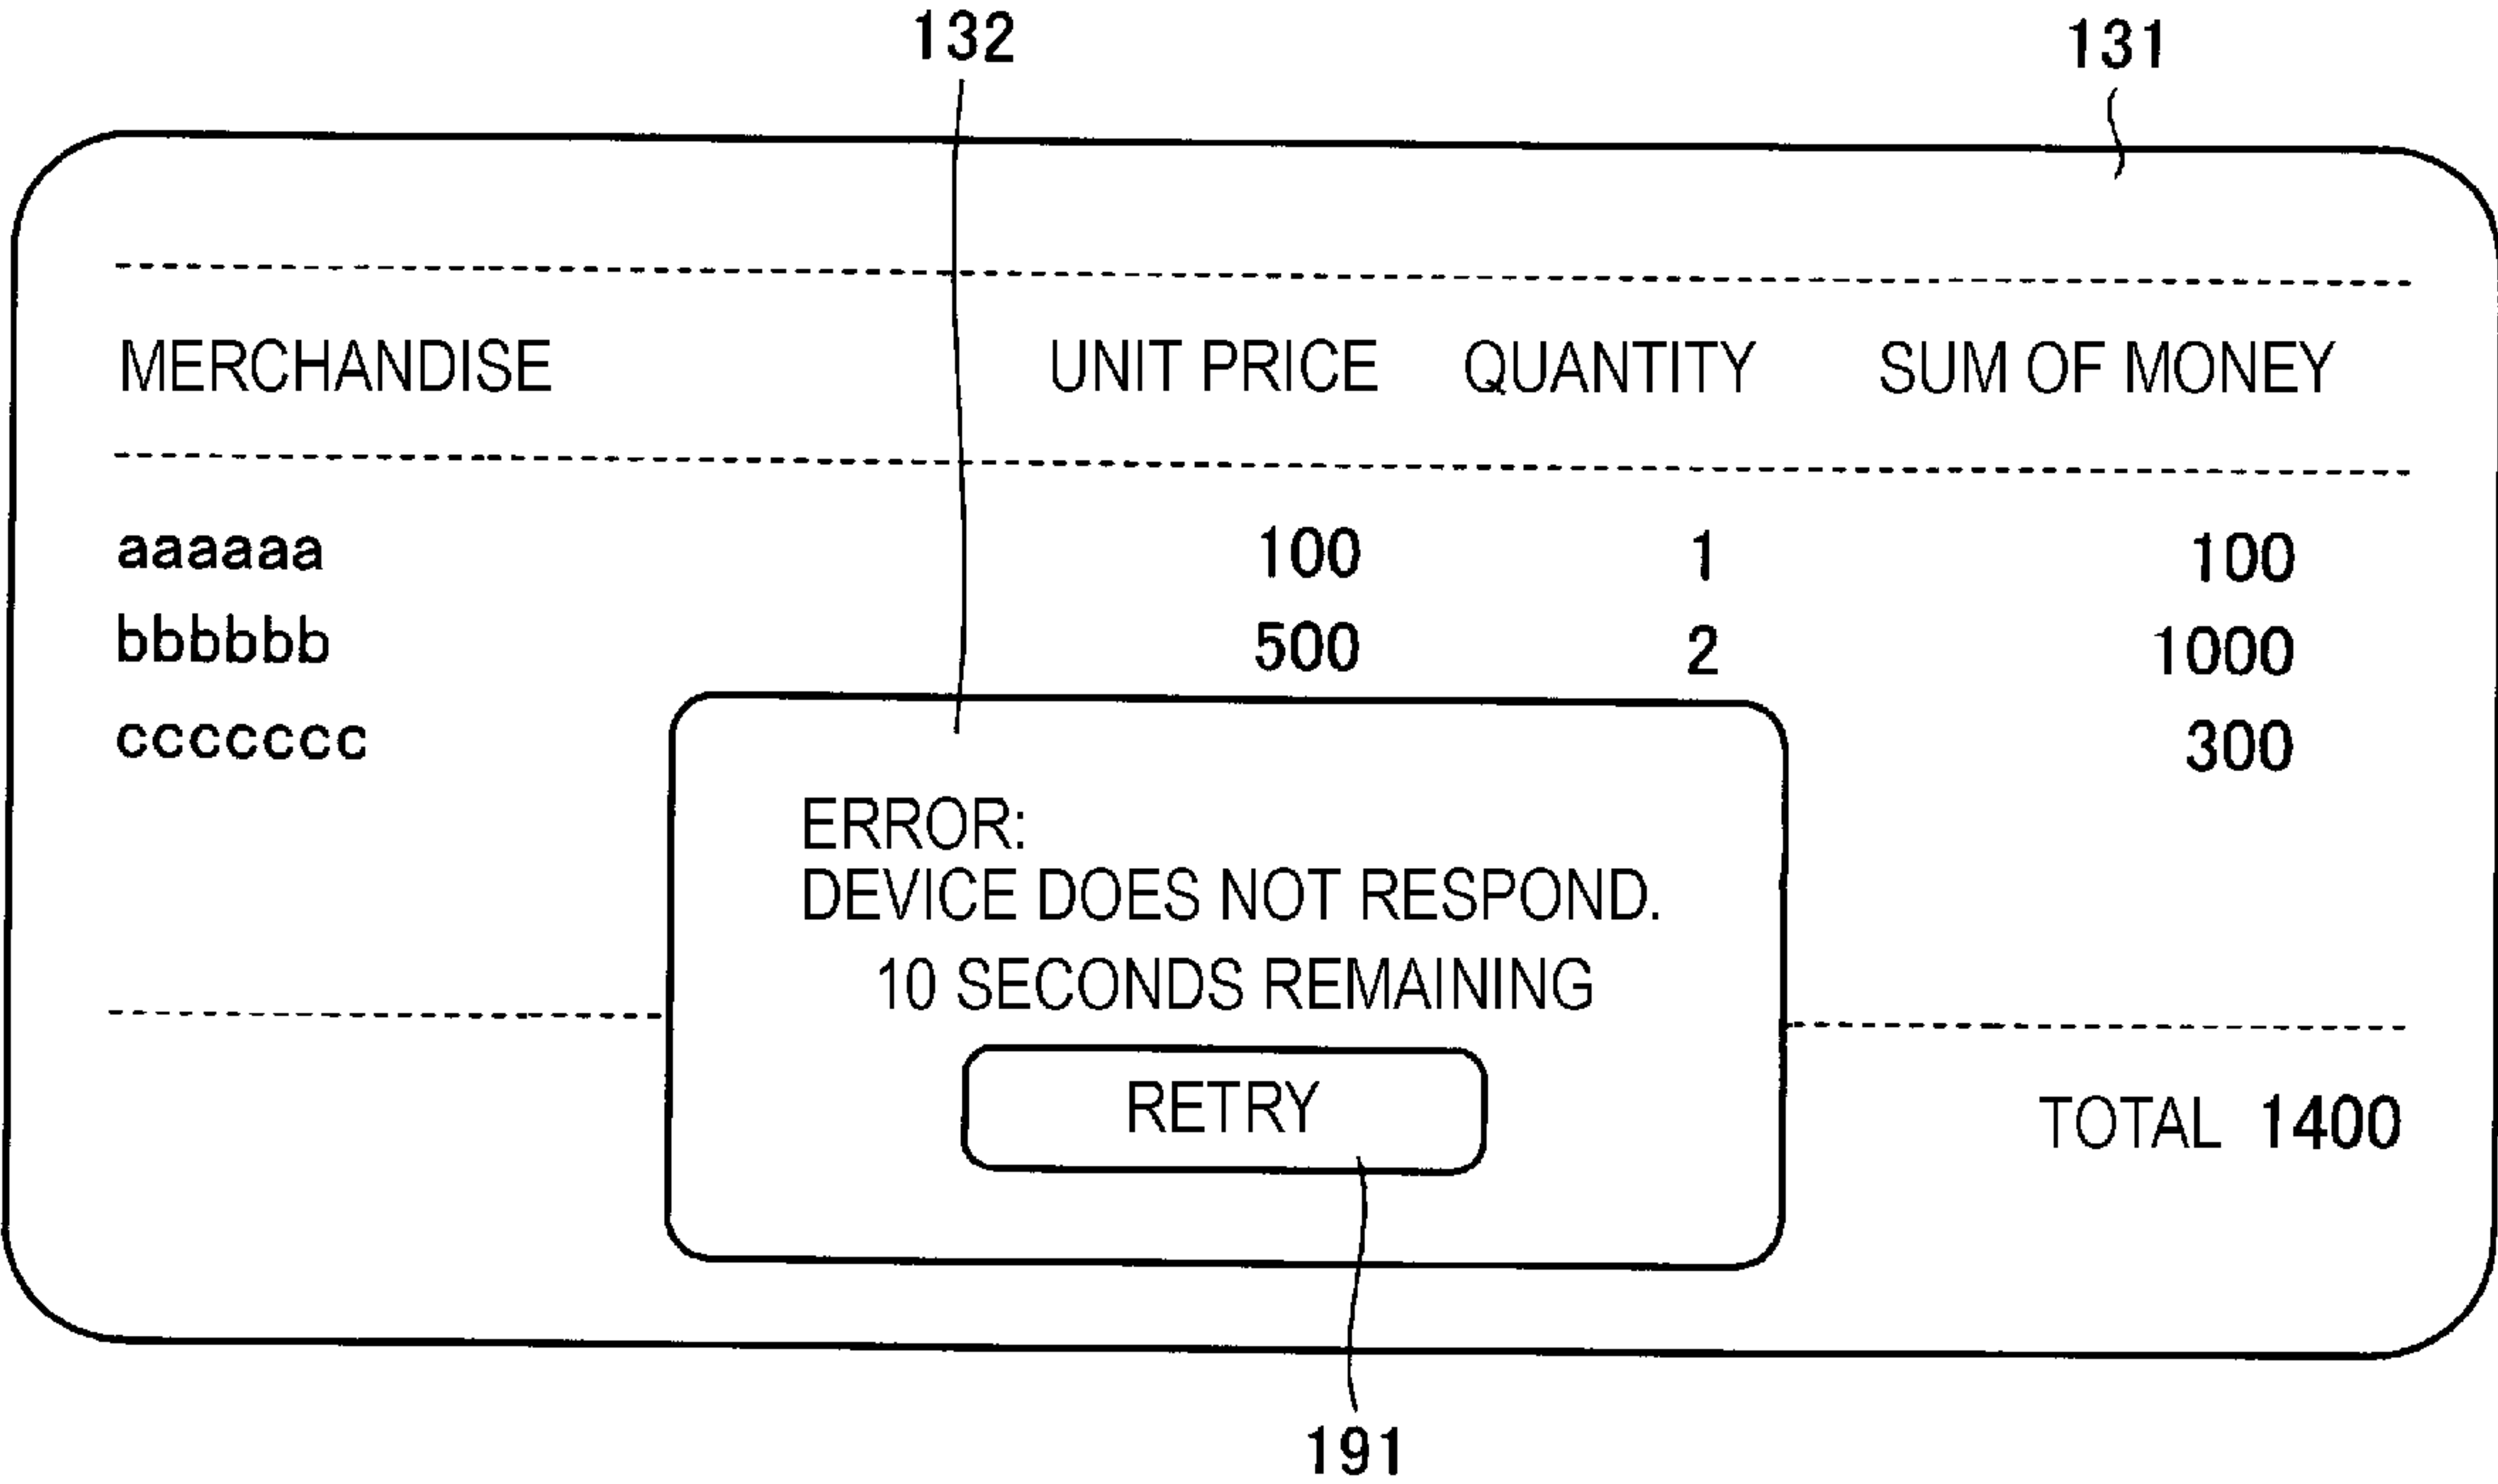 132 131
MERCHANDISE UNIT PRICE QUANTITY SUM OF MONEY
aaaaaa 100 1 100
bbbbbb 500 2 1000
ccccccc 300
ERROR:
DEVICE DOES NOT RESPOND.
10 SECONDS REMAINING
RETRY
TOTAL 1400
191